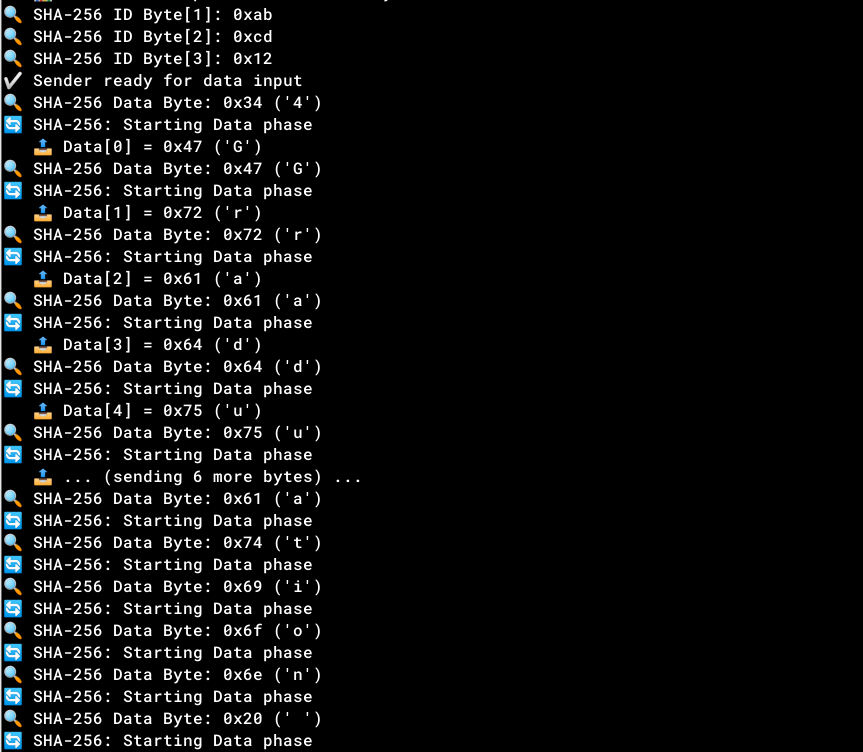 🔍 SHA-256 ID Byte[1]: 0xab
🔍 SHA-256 ID Byte[2]: 0xcd
🔍 SHA-256 ID Byte[3]: 0x12
✔ Sender ready for data input
🔍 SHA-256 Data Byte: 0x34 ('4')
🔄 SHA-256: Starting Data phase
📤 Data[0] = 0x47 ('G')
🔍 SHA-256 Data Byte: 0x47 ('G')
🔄 SHA-256: Starting Data phase
📤 Data[1] = 0x72 ('r')
🔍 SHA-256 Data Byte: 0x72 ('r')
🔄 SHA-256: Starting Data phase
📤 Data[2] = 0x61 ('a')
🔍 SHA-256 Data Byte: 0x61 ('a')
🔄 SHA-256: Starting Data phase
📤 Data[3] = 0x64 ('d')
🔍 SHA-256 Data Byte: 0x64 ('d')
🔄 SHA-256: Starting Data phase
📤 Data[4] = 0x75 ('u')
🔍 SHA-256 Data Byte: 0x75 ('u')
🔄 SHA-256: Starting Data phase
📤 ... (sending 6 more bytes) ...
🔍 SHA-256 Data Byte: 0x61 ('a')
🔄 SHA-256: Starting Data phase
🔍 SHA-256 Data Byte: 0x74 ('t')
🔄 SHA-256: Starting Data phase
🔍 SHA-256 Data Byte: 0x69 ('i')
🔄 SHA-256: Starting Data phase
🔍 SHA-256 Data Byte: 0x6f ('o')
🔄 SHA-256: Starting Data phase
🔍 SHA-256 Data Byte: 0x6e ('n')
🔄 SHA-256: Starting Data phase
🔍 SHA-256 Data Byte: 0x20 (' ')
🔄 SHA-256: Starting Data phase